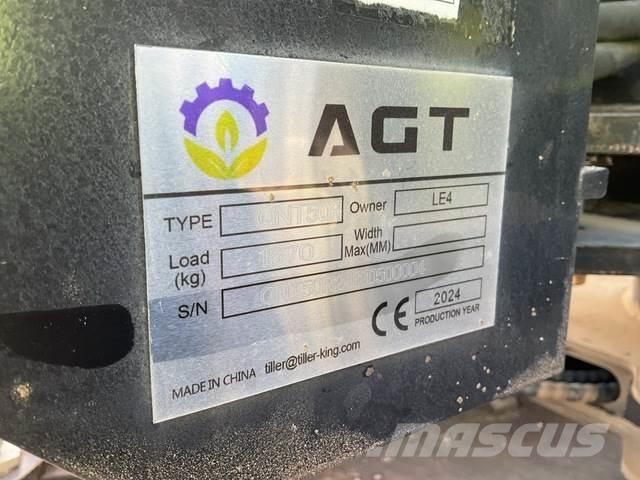 AGT
TYPE Owner LE4
Load (kg) Width Max(MM)
S/N
CE 2024
PRODUCTION YEAR
MADE IN CHINA tiller@tiller-king.com
MASCUS